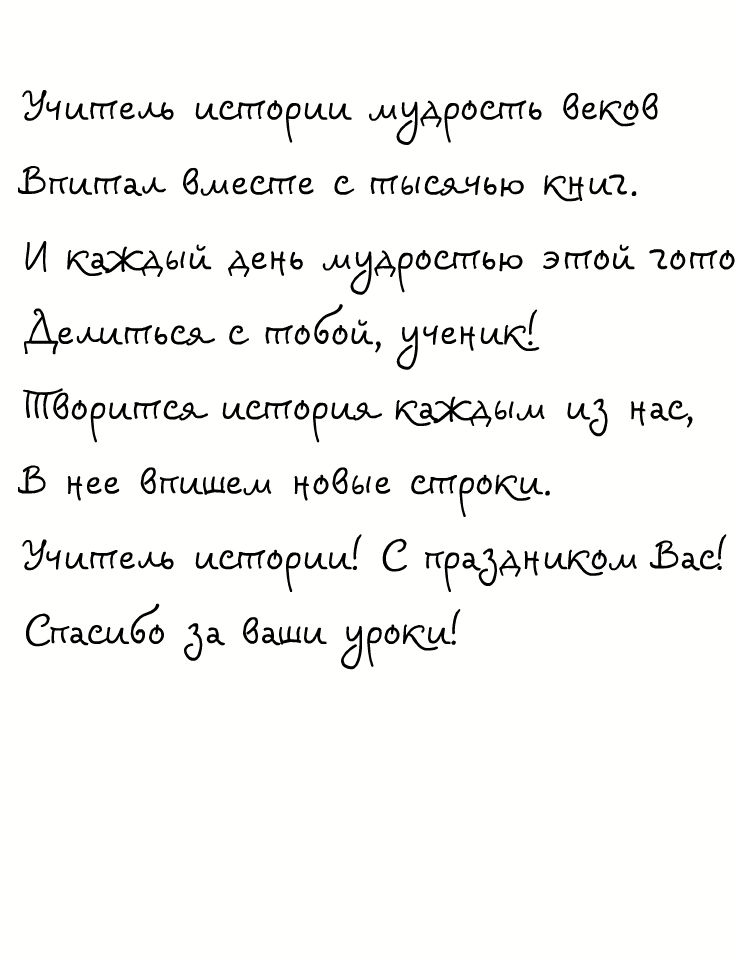 Учитель истории мудрость веков
Впитал вместе с тысячью книг.
И каждый день мудростью этой гото
Делиться с тобой, ученик!
Творится история каждым из нас,
В нее впишем новые строки.
Учитель истории! С праздником Вас!
Спасибо за ваши уроки!